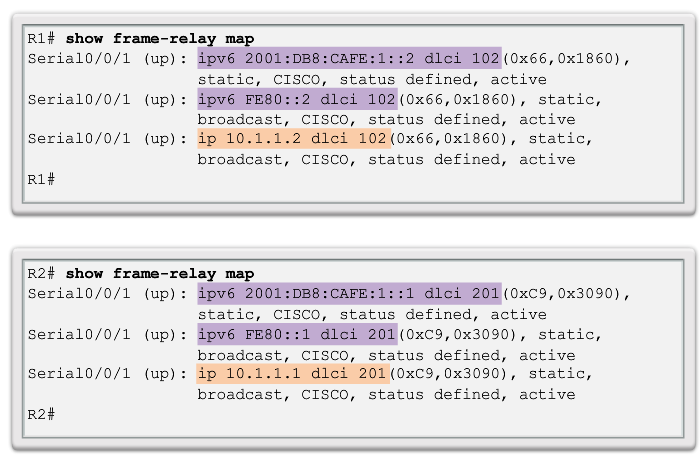 R1# show frame-relay map
Serial0/0/1 (up): ipv6 2001:DB8:CAFE:1::2 dlci 102(0x66,0x1860),
static, CISCO, status defined, active
Serial0/0/1 (up): ipv6 FE80::2 dlci 102(0x66,0x1860), static,
broadcast, CISCO, status defined, active
Serial0/0/1 (up): ip 10.1.1.2 dlci 102(0x66,0x1860), static,
broadcast, CISCO, status defined, active
R1#
R2# show frame-relay map
Serial0/0/1 (up): ipv6 2001:DB8:CAFE:1::1 dlci 201(0xC9,0x3090),
static, CISCO, status defined, active
Serial0/0/1 (up): ipv6 FE80::1 dlci 201(0xC9,0x3090), static,
broadcast, CISCO, status defined, active
Serial0/0/1 (up): ip 10.1.1.1 dlci 201(0xC9,0x3090), static,
broadcast, CISCO, status defined, active
R2#